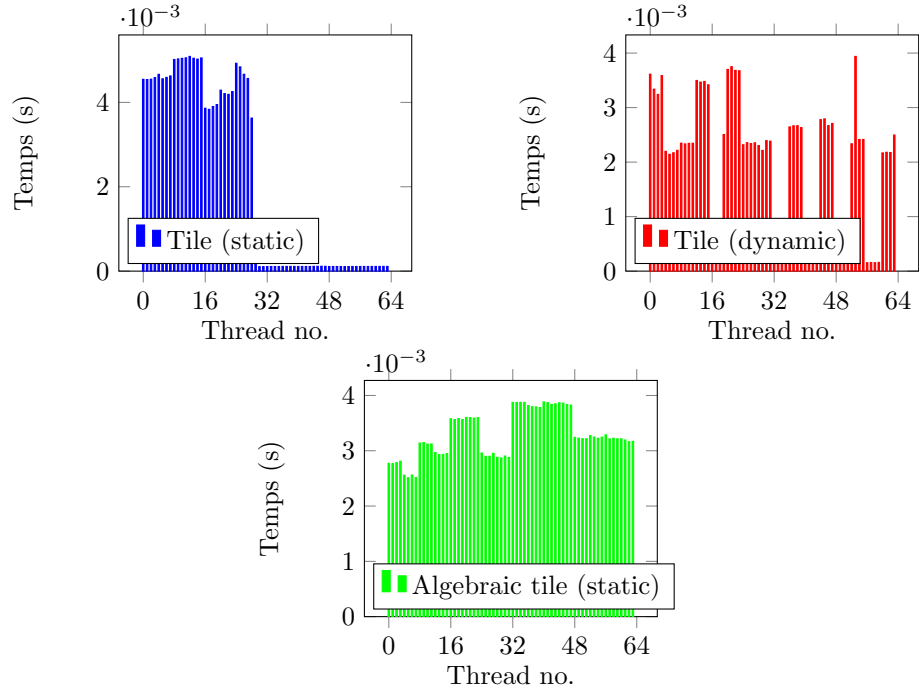 ·10⁻³
Temps (s)
4
2
0
Tile (static)
0 16 32 48 64
Thread no.
·10⁻³
Temps (s)
4
3
2
1
0
Tile (dynamic)
0 16 32 48 64
Thread no.
·10⁻³
Temps (s)
4
3
2
1
0
Algebraic tile (static)
0 16 32 48 64
Thread no.